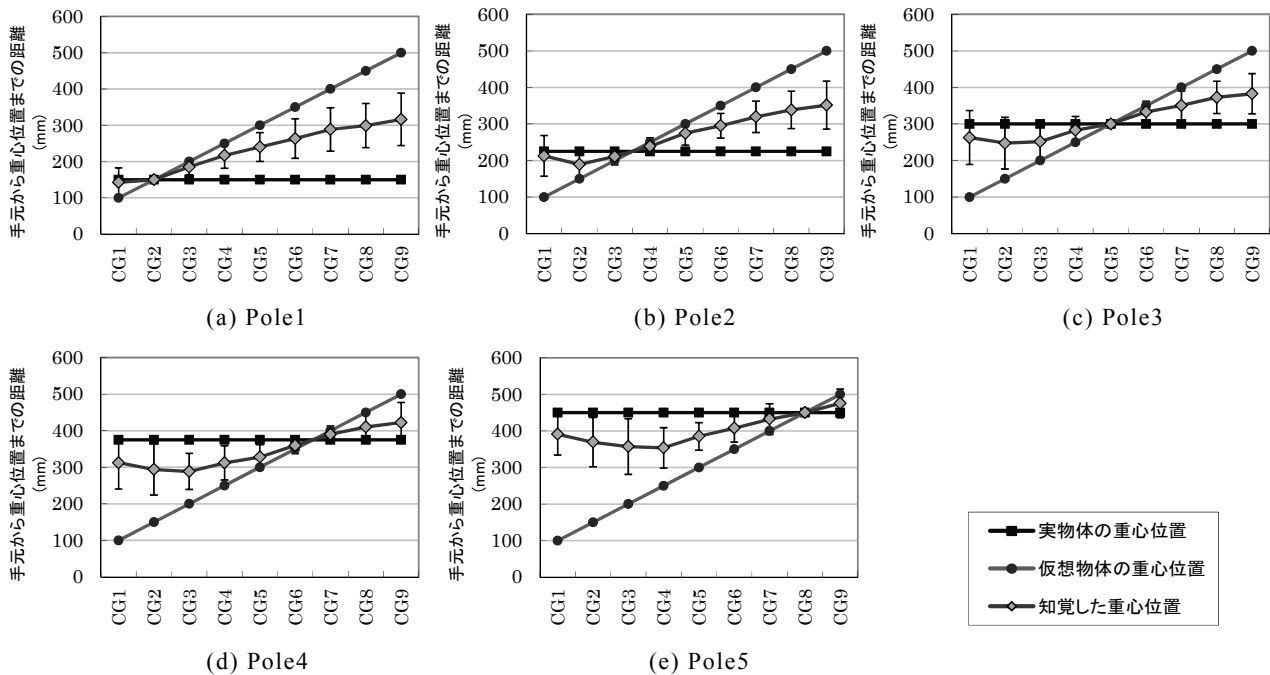 手元から重心位置までの距離
(mm)
600
500
400
300
200
100
0
CG1
CG2
CG3
CG4
CG5
CG6
CG7
CG8
CG9
(a) Pole1
手元から重心位置までの距離
(mm)
600
500
400
300
200
100
0
CG1
CG2
CG3
CG4
CG5
CG6
CG7
CG8
CG9
(b) Pole2
手元から重心位置までの距離
(mm)
600
500
400
300
200
100
0
CG1
CG2
CG3
CG4
CG5
CG6
CG7
CG8
CG9
(c) Pole3
手元から重心位置までの距離
(mm)
600
500
400
300
200
100
0
CG1
CG2
CG3
CG4
CG5
CG6
CG7
CG8
CG9
(d) Pole4
手元から重心位置までの距離
(mm)
600
500
400
300
200
100
0
CG1
CG2
CG3
CG4
CG5
CG6
CG7
CG8
CG9
(e) Pole5
実物体の重心位置
仮想物体の重心位置
知覚した重心位置